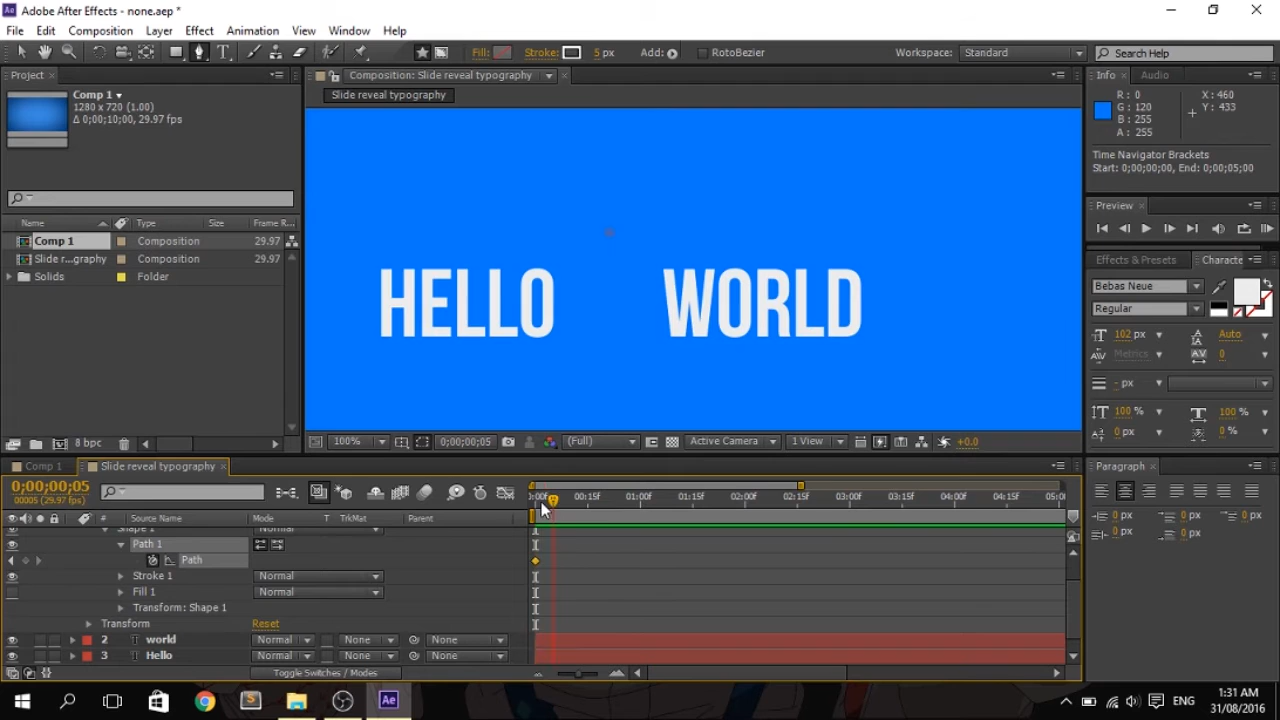 Adobe After Effects - none.aep *
File Edit Composition Layer Effect Animation View Window Help
Fill: Stroke: 5 px Add: RotoBezier Workspace: Standard Search Help
Project Composition: Slide reveal typography Info Audio
Comp 1
1280 x 720 (1.00)
Δ 0;00;10;00, 29.97 fps
Slide reveal typography
R : 0
G : 120
B : 255
A : 255
X : 460
Y : 433
Time Navigator Brackets
Start: 0;00;00;00, End: 0;00;05;00
Preview
Name Type Size Frame R...
Comp 1 Composition 29.97
Slide r...graphy Composition 29.97
Solids Folder
HELLO WORLD
Effects & Presets Characte
Bebas Neue
Regular
102 px Auto
Metrics 0
- px
100 % 100 %
0 px 0 %
8 bpc
100% 0;00;00;05 (Full) Active Camera 1 View +0.0
Comp 1 Slide reveal typography
Paragraph
0;00;00;05
00005 (29.97 fps)
0:00f 00:15f 01:00f 01:15f 02:00f 02:15f 03:00f 03:15f 04:00f 04:15f 05:0
# Source Name Mode T TrkMat Parent
Shape 1 Normal
Path 1
Path
Stroke 1 Normal
Fill 1 Normal
Transform: Shape 1
Transform Reset
2 T world Normal None None
3 T Hello Normal None None
Toggle Switches / Modes
0 px 0 px 0 px
0 px 0 px
ENG
1:31 AM
31/08/2016